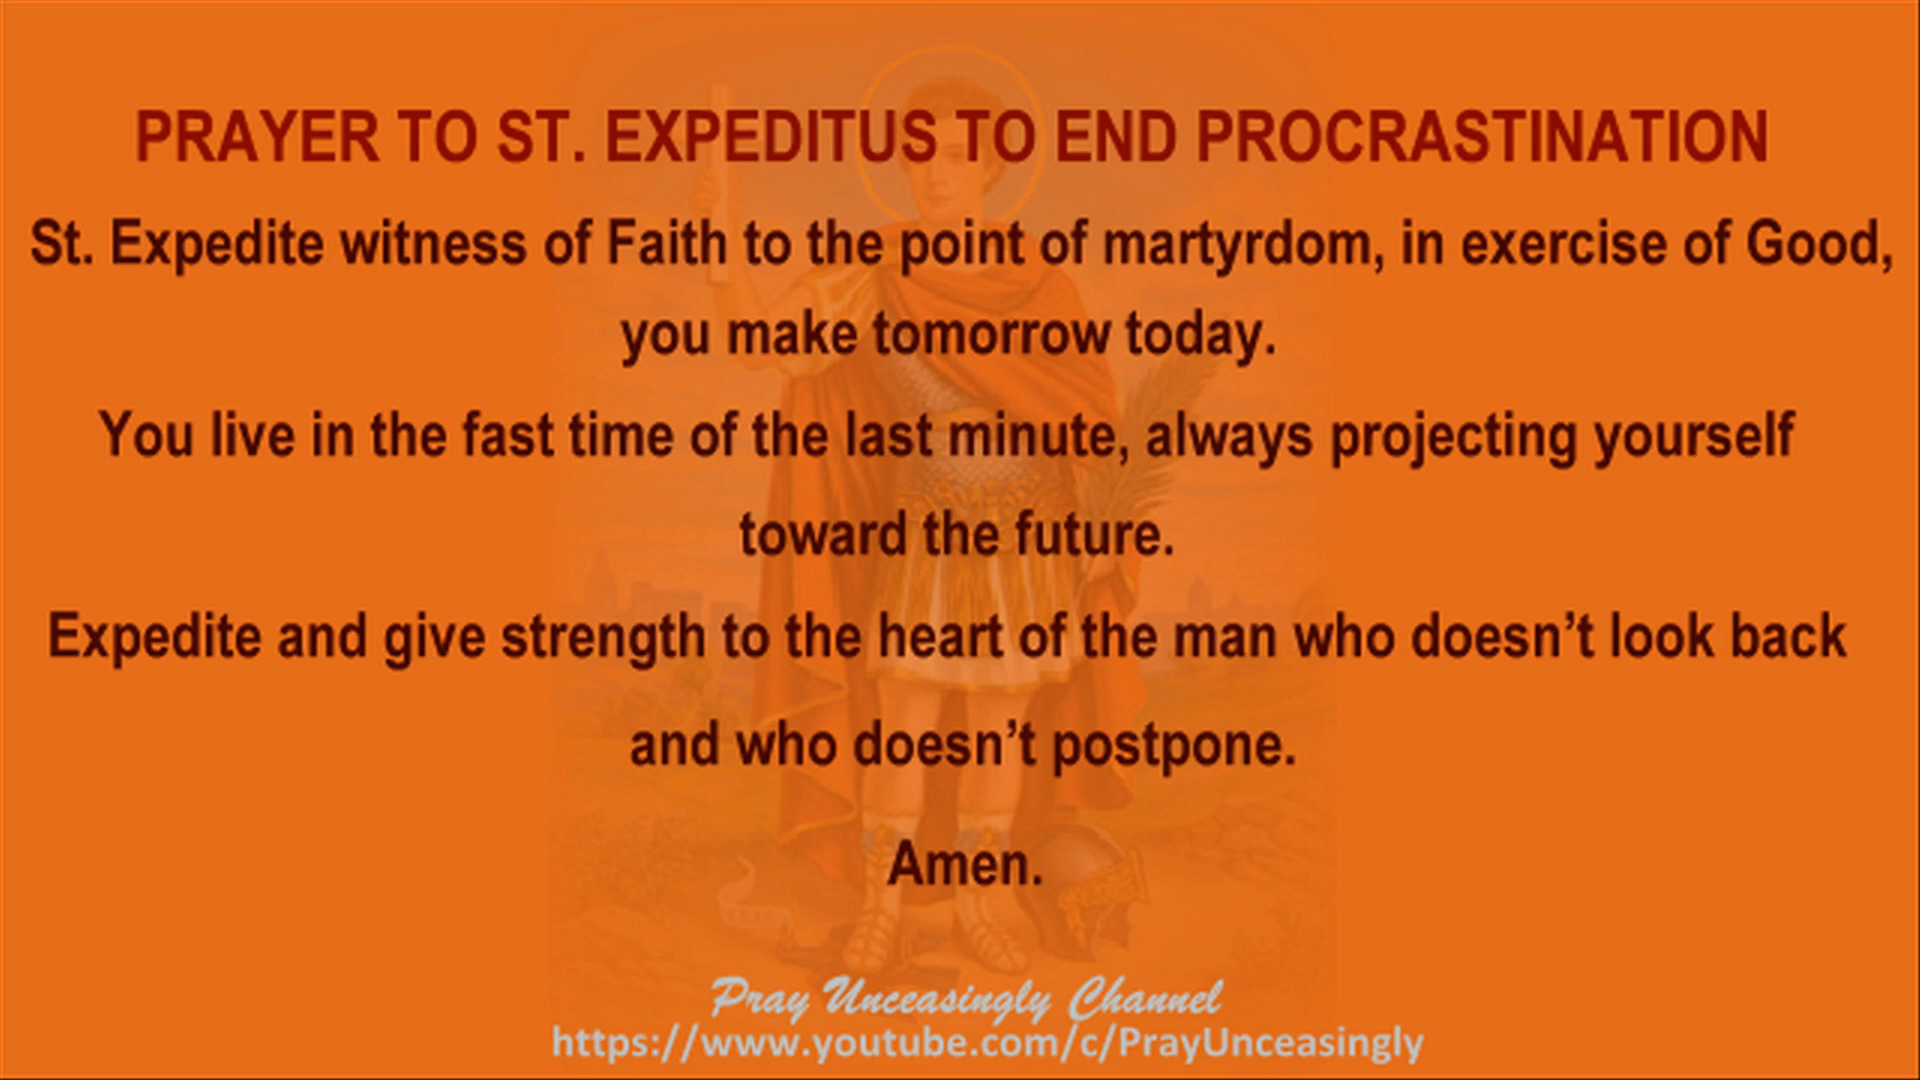 PRAYER TO ST. EXPEDITUS TO END PROCRASTINATION
St. Expedite witness of Faith to the point of martyrdom, in exercise of Good,
you make tomorrow today.
You live in the fast time of the last minute, always projecting yourself
toward the future.
Expedite and give strength to the heart of the man who doesn’t look back
and who doesn’t postpone.
Amen.
Pray Unceasingly Channel
https://www.youtube.com/c/PrayUnceasingly